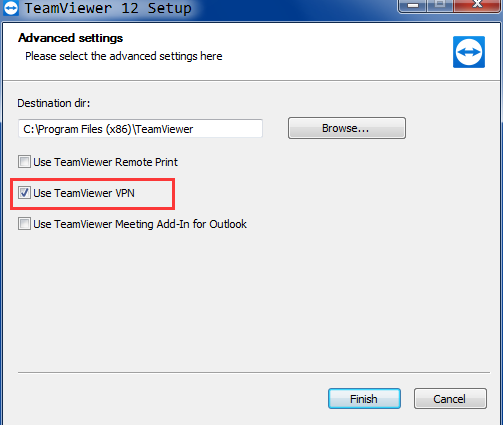 TeamViewer 12 Setup
Advanced settings
Please select the advanced settings here
Destination dir:
C:\Program Files (x86)\TeamViewer
Browse...
Use TeamViewer Remote Print
Use TeamViewer VPN
Use TeamViewer Meeting Add-In for Outlook
Finish
Cancel